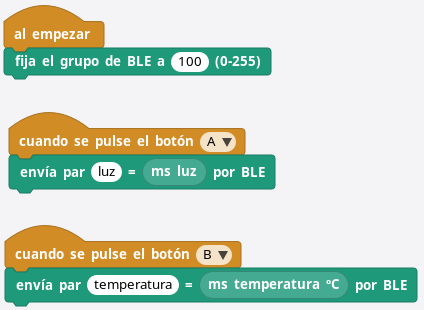 al empezar
fija el grupo de BLE a 100 (0-255)
cuando se pulse el botón A
envía par luz = ms luz por BLE
cuando se pulse el botón B
envía par temperatura = ms temperatura ºC por BLE